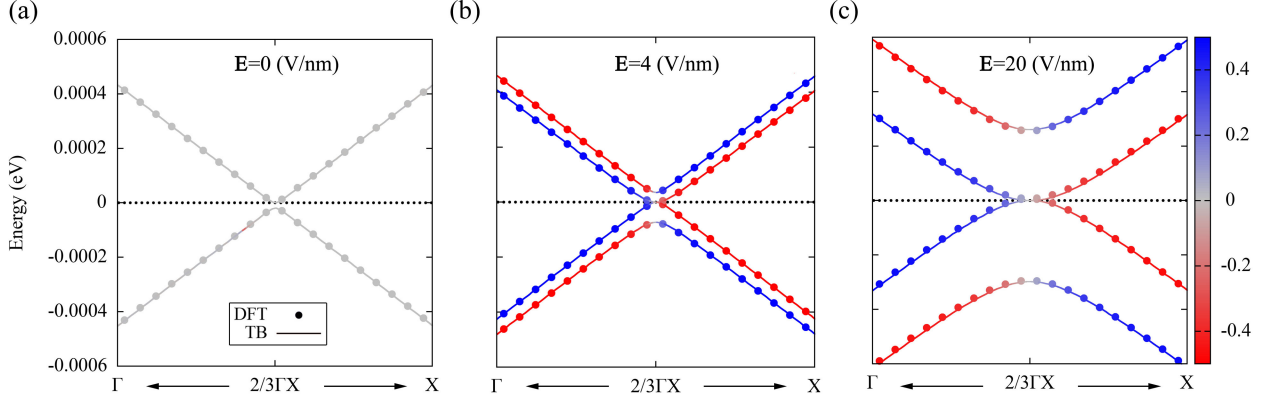 (a)
(b)
(c)
E=0 (V/nm)
E=4 (V/nm)
E=20 (V/nm)
Energy (eV)
0.0006
0.0004
0.0002
0
-0.0002
-0.0004
-0.0006
DFT
TB
Γ
2/3ΓX
X
Γ
2/3ΓX
X
Γ
2/3ΓX
X
0.4
0.2
0
-0.2
-0.4